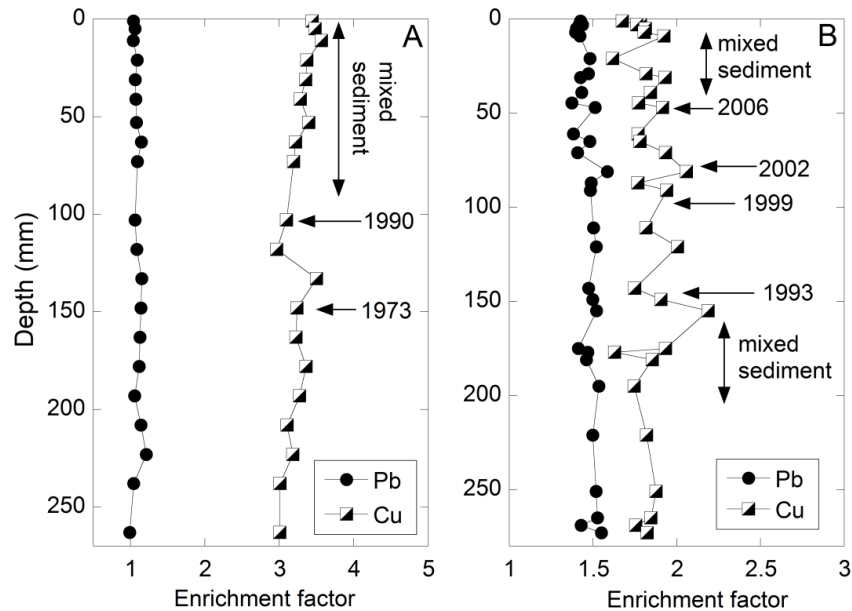 A
0
50
100
150
200
250
Depth (mm)
mixed
sediment
1990
1973
Pb
Cu
1
2
3
4
5
Enrichment factor
B
0
50
100
150
200
250
mixed
sediment
2006
2002
1999
1993
mixed
sediment
Pb
Cu
1
1.5
2
2.5
3
Enrichment factor